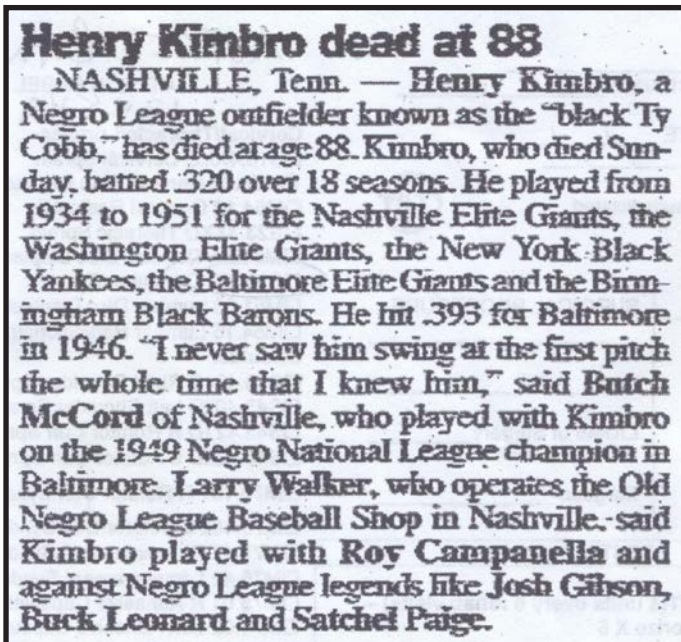 Henry Kimbro dead at 88
NASHVILLE, Tenn. — Henry Kimbro, a
Negro League outfielder known as the "black Ty
Cobb," has died at age 88. Kimbro, who died Sun-
day, batted .320 over 18 seasons. He played from
1934 to 1951 for the Nashville Elite Giants, the
Washington Elite Giants, the New York Black
Yankees, the Baltimore Elite Giants and the Birm-
ingham Black Barons. He hit .393 for Baltimore
in 1946. "I never saw him swing at the first pitch
the whole time that I knew him," said Butch
McCord of Nashville, who played with Kimbro
on the 1949 Negro National League champion in
Baltimore. Larry Walker, who operates the Old
Negro League Baseball Shop in Nashville, said
Kimbro played with Roy Campanella and
against Negro League legends like Josh Gibson,
Buck Leonard and Satchel Paige.